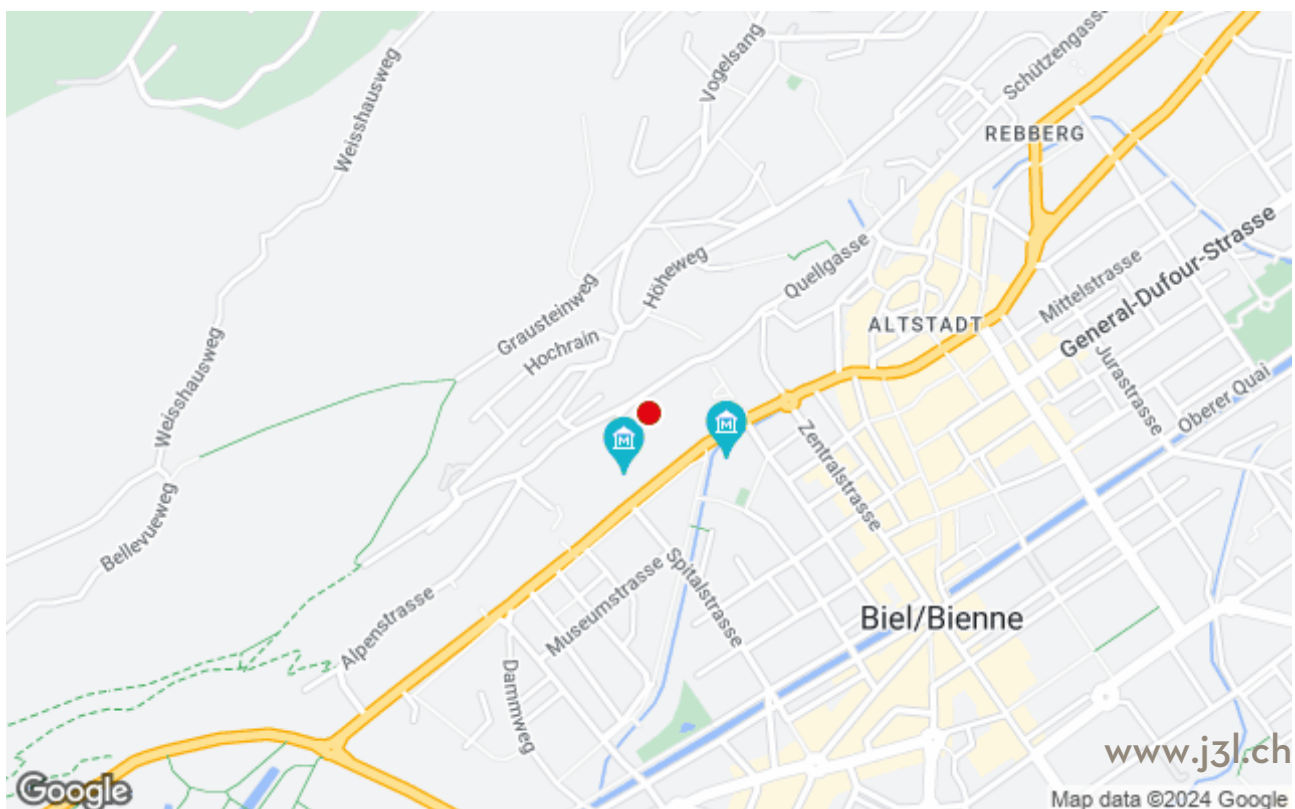 Schützengasse
Vogelsang
Weisshausweg
REBBERG
Höheweg
Quellgasse
General-Dufour-Strasse
Mittelstrasse
Grausteinweg
Hochrain
ALTSTADT
Jurastrasse
Oberer Quai
Weisshausweg
M
M
Zentralstrasse
Bellevueweg
Spitalstrasse
Museumstrasse
Alpenstrasse
Biel/Bienne
Dammweg
www.j3l.ch
Google
Map data ©2024 Google